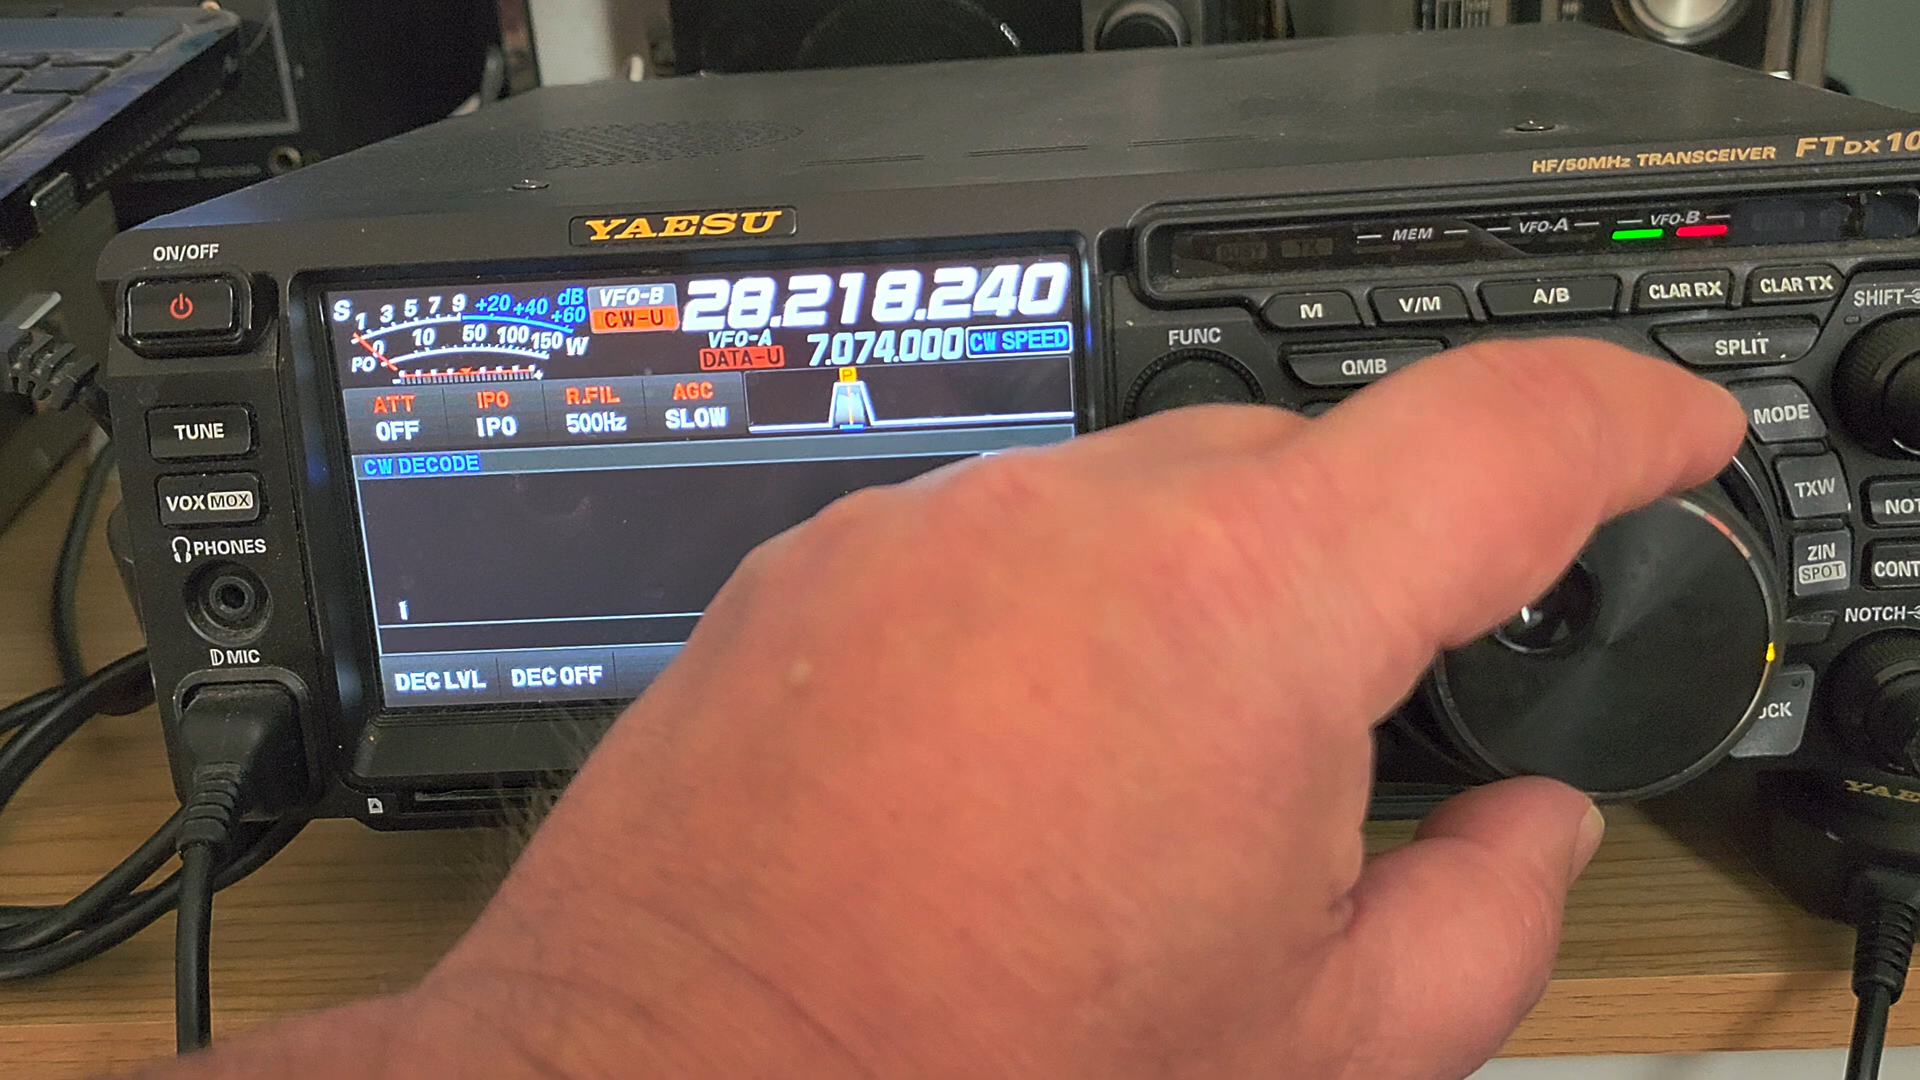 HF/50MHz TRANSCEIVER FTDX10
YAESU
ON/OFF
MEM VFO-A VFO-B
S 1 3 5 7 9 +20 +40 +60 dB
PO 0 10 50 100 150 W
VFO-B 28.218.240
CW-U
VFO-A 7.074.000 CW SPEED
DATA-U
ATT IPO R.FIL AGC
OFF IPO 500Hz SLOW
P
CW DECODE
DEC LVL DEC OFF
TUNE
VOX MOX
PHONES
MIC
M V/M A/B CLAR RX CLAR TX
SHIFT
FUNC
QMB
SPLIT
MODE
TXW
NOT
ZIN
SPOT
CONT
NOTCH
OCK
YAE